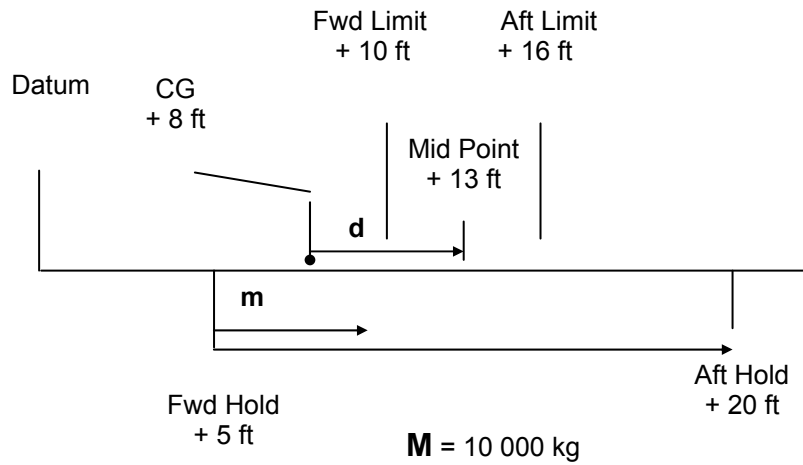 Fwd Limit
+ 10 ft
Aft Limit
+ 16 ft
Datum
CG
+ 8 ft
Mid Point
+ 13 ft
d
m
Fwd Hold
+ 5 ft
Aft Hold
+ 20 ft
M = 10 000 kg